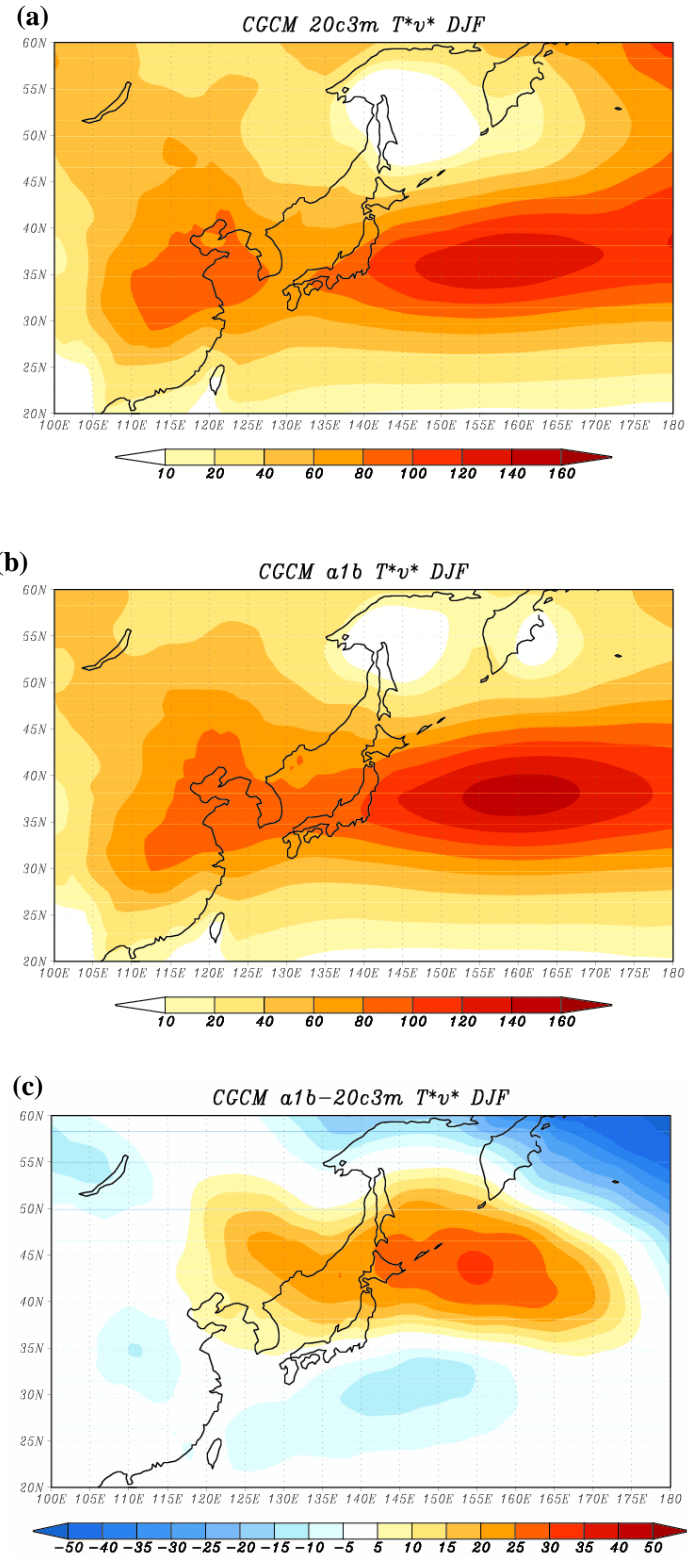 (a)
CGCM 20c3m T*v* DJF
60N
55N
50N
45N
40N
35N
30N
25N
20N
100E 105E 110E 115E 120E 125E 130E 135E 140E 145E 150E 155E 160E 165E 170E 175E 180
10 20 40 60 80 100 120 140 160
(b)
CGCM a1b T*v* DJF
60N
55N
50N
45N
40N
35N
30N
25N
20N
100E 105E 110E 115E 120E 125E 130E 135E 140E 145E 150E 155E 160E 165E 170E 175E 180
10 20 40 60 80 100 120 140 160
(c)
CGCM a1b-20c3m T*v* DJF
60N
55N
50N
45N
40N
35N
30N
25N
20N
100E 105E 110E 115E 120E 125E 130E 135E 140E 145E 150E 155E 160E 165E 170E 175E 180
-50 -40 -35 -30 -25 -20 -15 -10 -5 5 10 15 20 25 30 35 40 50